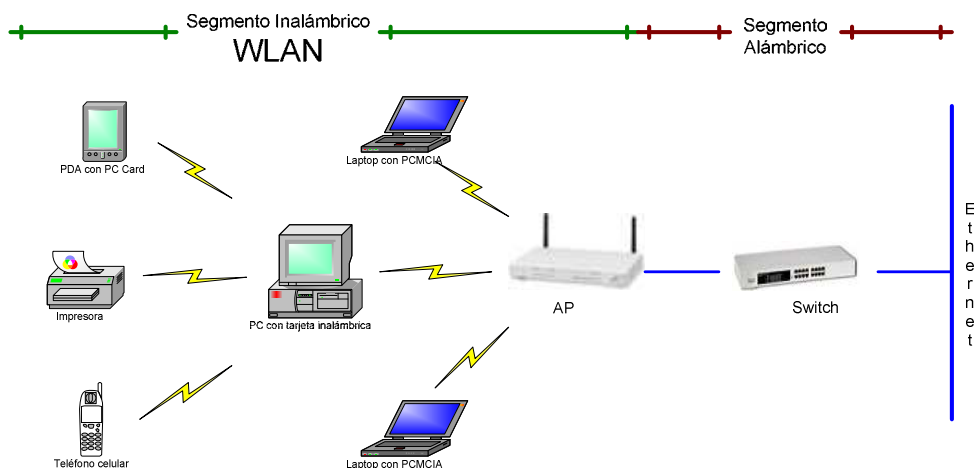 Segmento Inalámbrico
WLAN
Segmento
Alámbrico
PDA con PC Card
Laptop con PCMCIA
Impresora
PC con tarjeta inalámbrica
AP
Switch
Ethernet
Teléfono celular
Laptop con PCMCIA